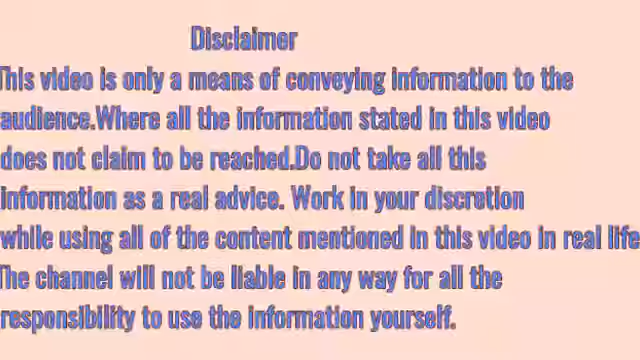 Disclaimer
This video is only a means of conveying information to the
audience.Where all the information stated in this video
does not claim to be reached.Do not take all this
information as a real advice. Work in your discretion
while using all of the content mentioned in this video in real life
The channel will not be liable in any way for all the
responsibility to use the information yourself.